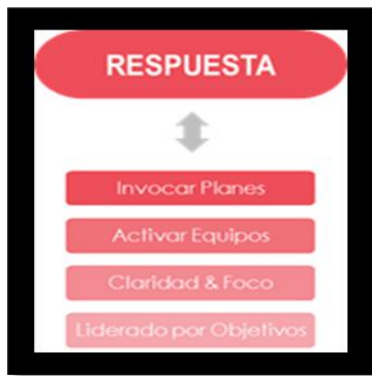 RESPUESTA
Invocar Planes
Activar Equipos
Claridad & Foco
Liderado por Objetivos